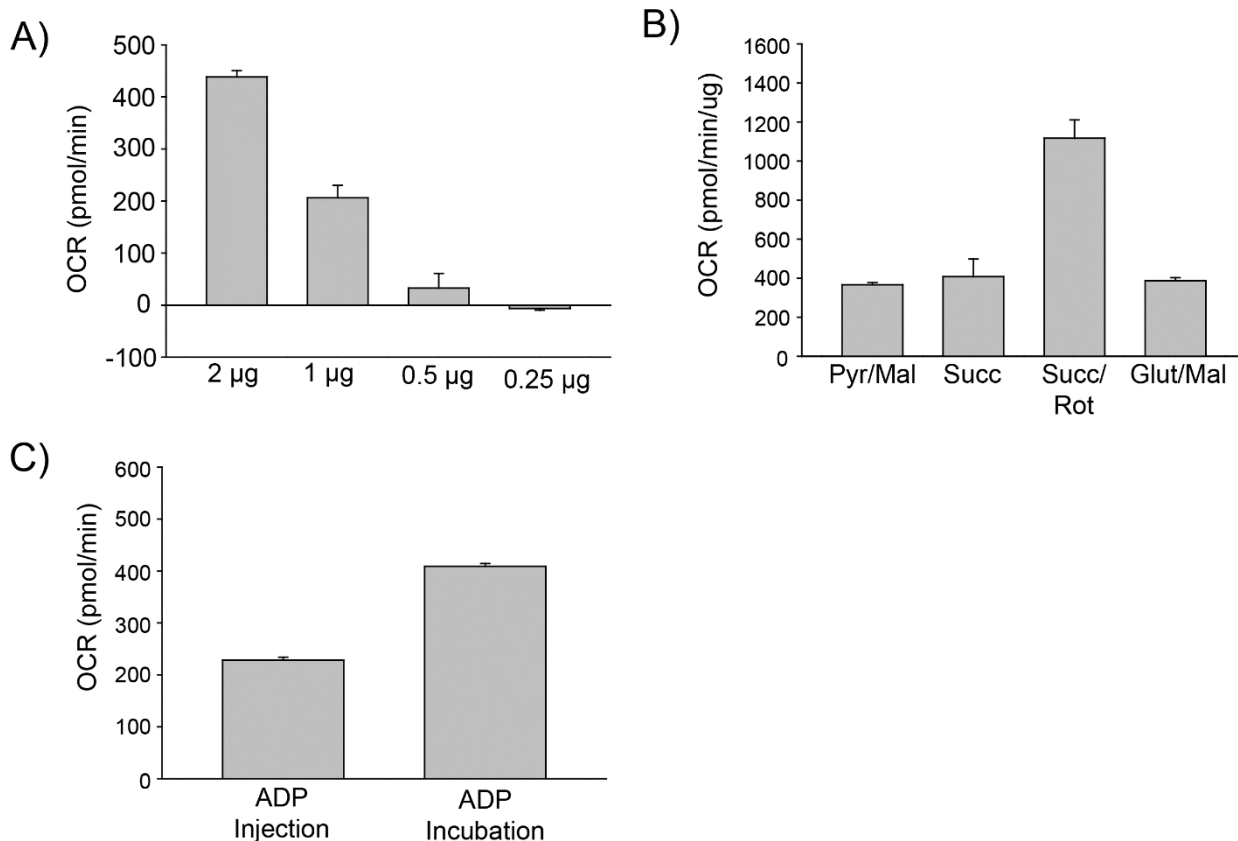 A)
OCR (pmol/min)
500
400
300
200
100
0
-100
2 µg 1 µg 0.5 µg 0.25 µg
B)
OCR (pmol/min/ug)
1600
1400
1200
1000
800
600
400
200
0
Pyr/Mal Succ Succ/ Glut/Mal
Rot
C)
OCR (pmol/min)
600
500
400
300
200
100
0
ADP ADP
Injection Incubation